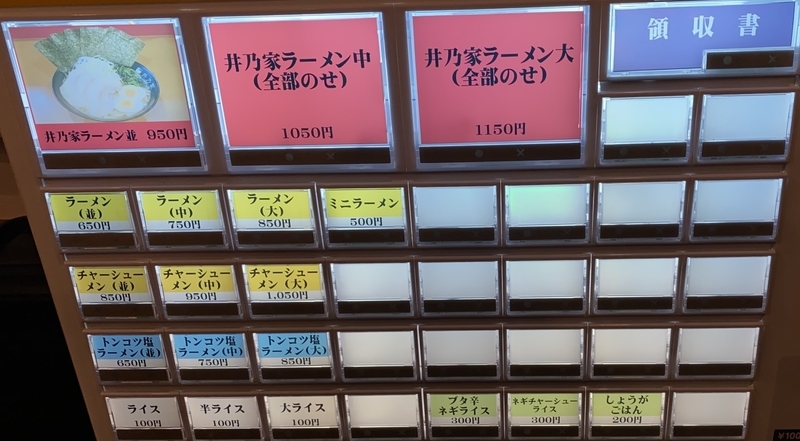 領収書
井乃家ラーメン並 950円
井乃家ラーメン中
(全部のせ)
1050円
井乃家ラーメン大
(全部のせ)
1150円
ラーメン
(並)
650円
ラーメン
(中)
750円
ラーメン
(大)
850円
ミニラーメン
500円
チャーシュー
メン(並)
850円
チャーシュー
メン(中)
950円
チャーシュー
メン(大)
1,050円
トンコツ塩
ラーメン(並)
650円
トンコツ塩
ラーメン(中)
750円
トンコツ塩
ラーメン(大)
850円
ライス
100円
半ライス
100円
大ライス
100円
ブタ辛
ネギライス
300円
ネギチャーシュー
ライス
300円
しょうが
ごはん
200円
¥100